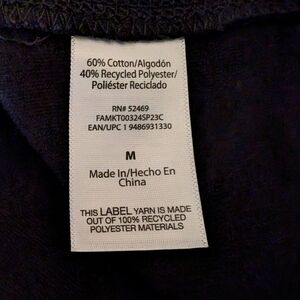 60% Cotton/Algodón
40% Recycled Polyester/
Poliéster Reciclado
RN# 52469
FAMKT00324SP23C
EAN/UPC 1 9486931330
M
Made In/Hecho En
China
THIS LABEL YARN IS MADE
OUT OF 100% RECYCLED
POLYESTER MATERIALS